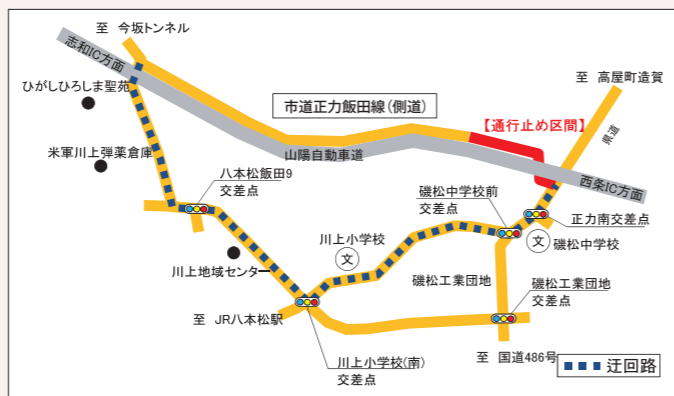 至 今坂トンネル
志和IC方面
ひがしひろしま聖苑
米軍川上弾薬倉庫
市道正力飯田線(側道)
【通行止め区間】
至 高屋町造賀
県道
山陽自動車道
西条IC方面
八本松飯田9
交差点
磯松中学校前
交差点
正力南交差点
文
磯松中学校
川上小学校
文
川上地域センター
磯松工業団地
磯松工業団地
交差点
至 JR八本松駅
川上小学校(南)
交差点
至 国道486号
迂回路